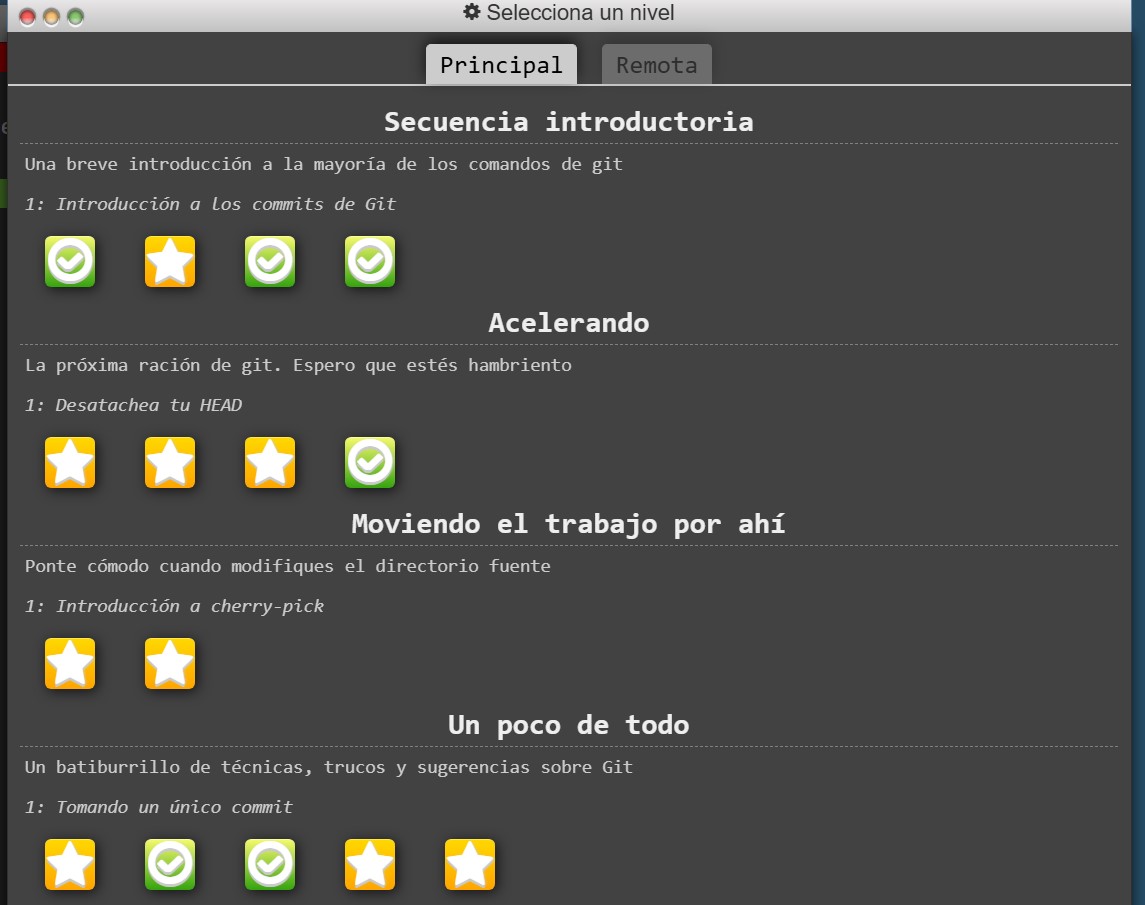 Selecciona un nivel
Principal Remota
Secuencia introductoria
Una breve introducción a la mayoría de los comandos de git
1: Introducción a los commits de Git
Acelerando
La próxima ración de git. Espero que estés hambriento
1: Desatachea tu HEAD
Moviendo el trabajo por ahí
Ponte cómodo cuando modifiques el directorio fuente
1: Introducción a cherry-pick
Un poco de todo
Un batiburrillo de técnicas, trucos y sugerencias sobre Git
1: Tomando un único commit